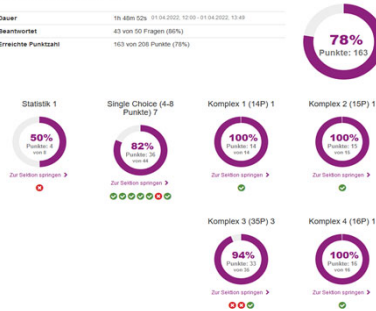 Dauer 1h 48m 52s 01.04.2022, 12:00 - 01.04.2022, 13:48
Beantwortet 43 von 50 Fragen (86%)
Erreichte Punktzahl 163 von 208 Punkte (78%)
78%
Punkte: 163
Statistik 1
50%
Punkte: 4
von 8
Zur Sektion springen
Single Choice (4-8
Punkte) 7
82%
Punkte: 36
von 44
Zur Sektion springen
Komplex 1 (14P) 1
100%
Punkte: 14
von 14
Zur Sektion springen
Komplex 2 (15P) 1
100%
Punkte: 15
von 15
Zur Sektion springen
Komplex 3 (35P) 3
94%
Punkte: 33
von 35
Zur Sektion springen
Komplex 4 (16P) 1
100%
Punkte: 16
von 16
Zur Sektion springen